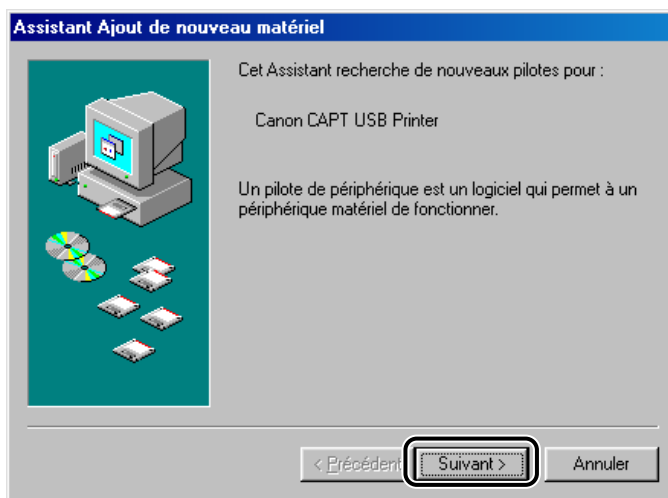 Assistant Ajout de nouveau matériel
Cet Assistant recherche de nouveaux pilotes pour :
Canon CAPT USB Printer
Un pilote de périphérique est un logiciel qui permet à un
périphérique matériel de fonctionner.
< Précédent Suivant > Annuler